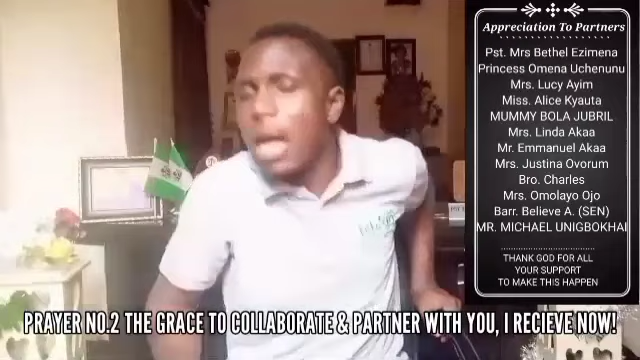 Appreciation To Partners
Pst. Mrs Bethel Ezimena
Princess Omena Uchenunu
Mrs. Lucy Ayim
Miss. Alice Kyauta
MUMMY BOLA JUBRIL
Mrs. Linda Akaa
Mr. Emmanuel Akaa
Mrs. Justina Ovorum
Bro. Charles
Mrs. Omolayo Ojo
Barr. Believe A. (SEN)
MR. MICHAEL UNIGBOKHAI
THANK GOD FOR ALL
YOUR SUPPORT
TO MAKE THIS HAPPEN
PRAYER NO.2 THE GRACE TO COLLABORATE & PARTNER WITH YOU, I RECIEVE NOW!